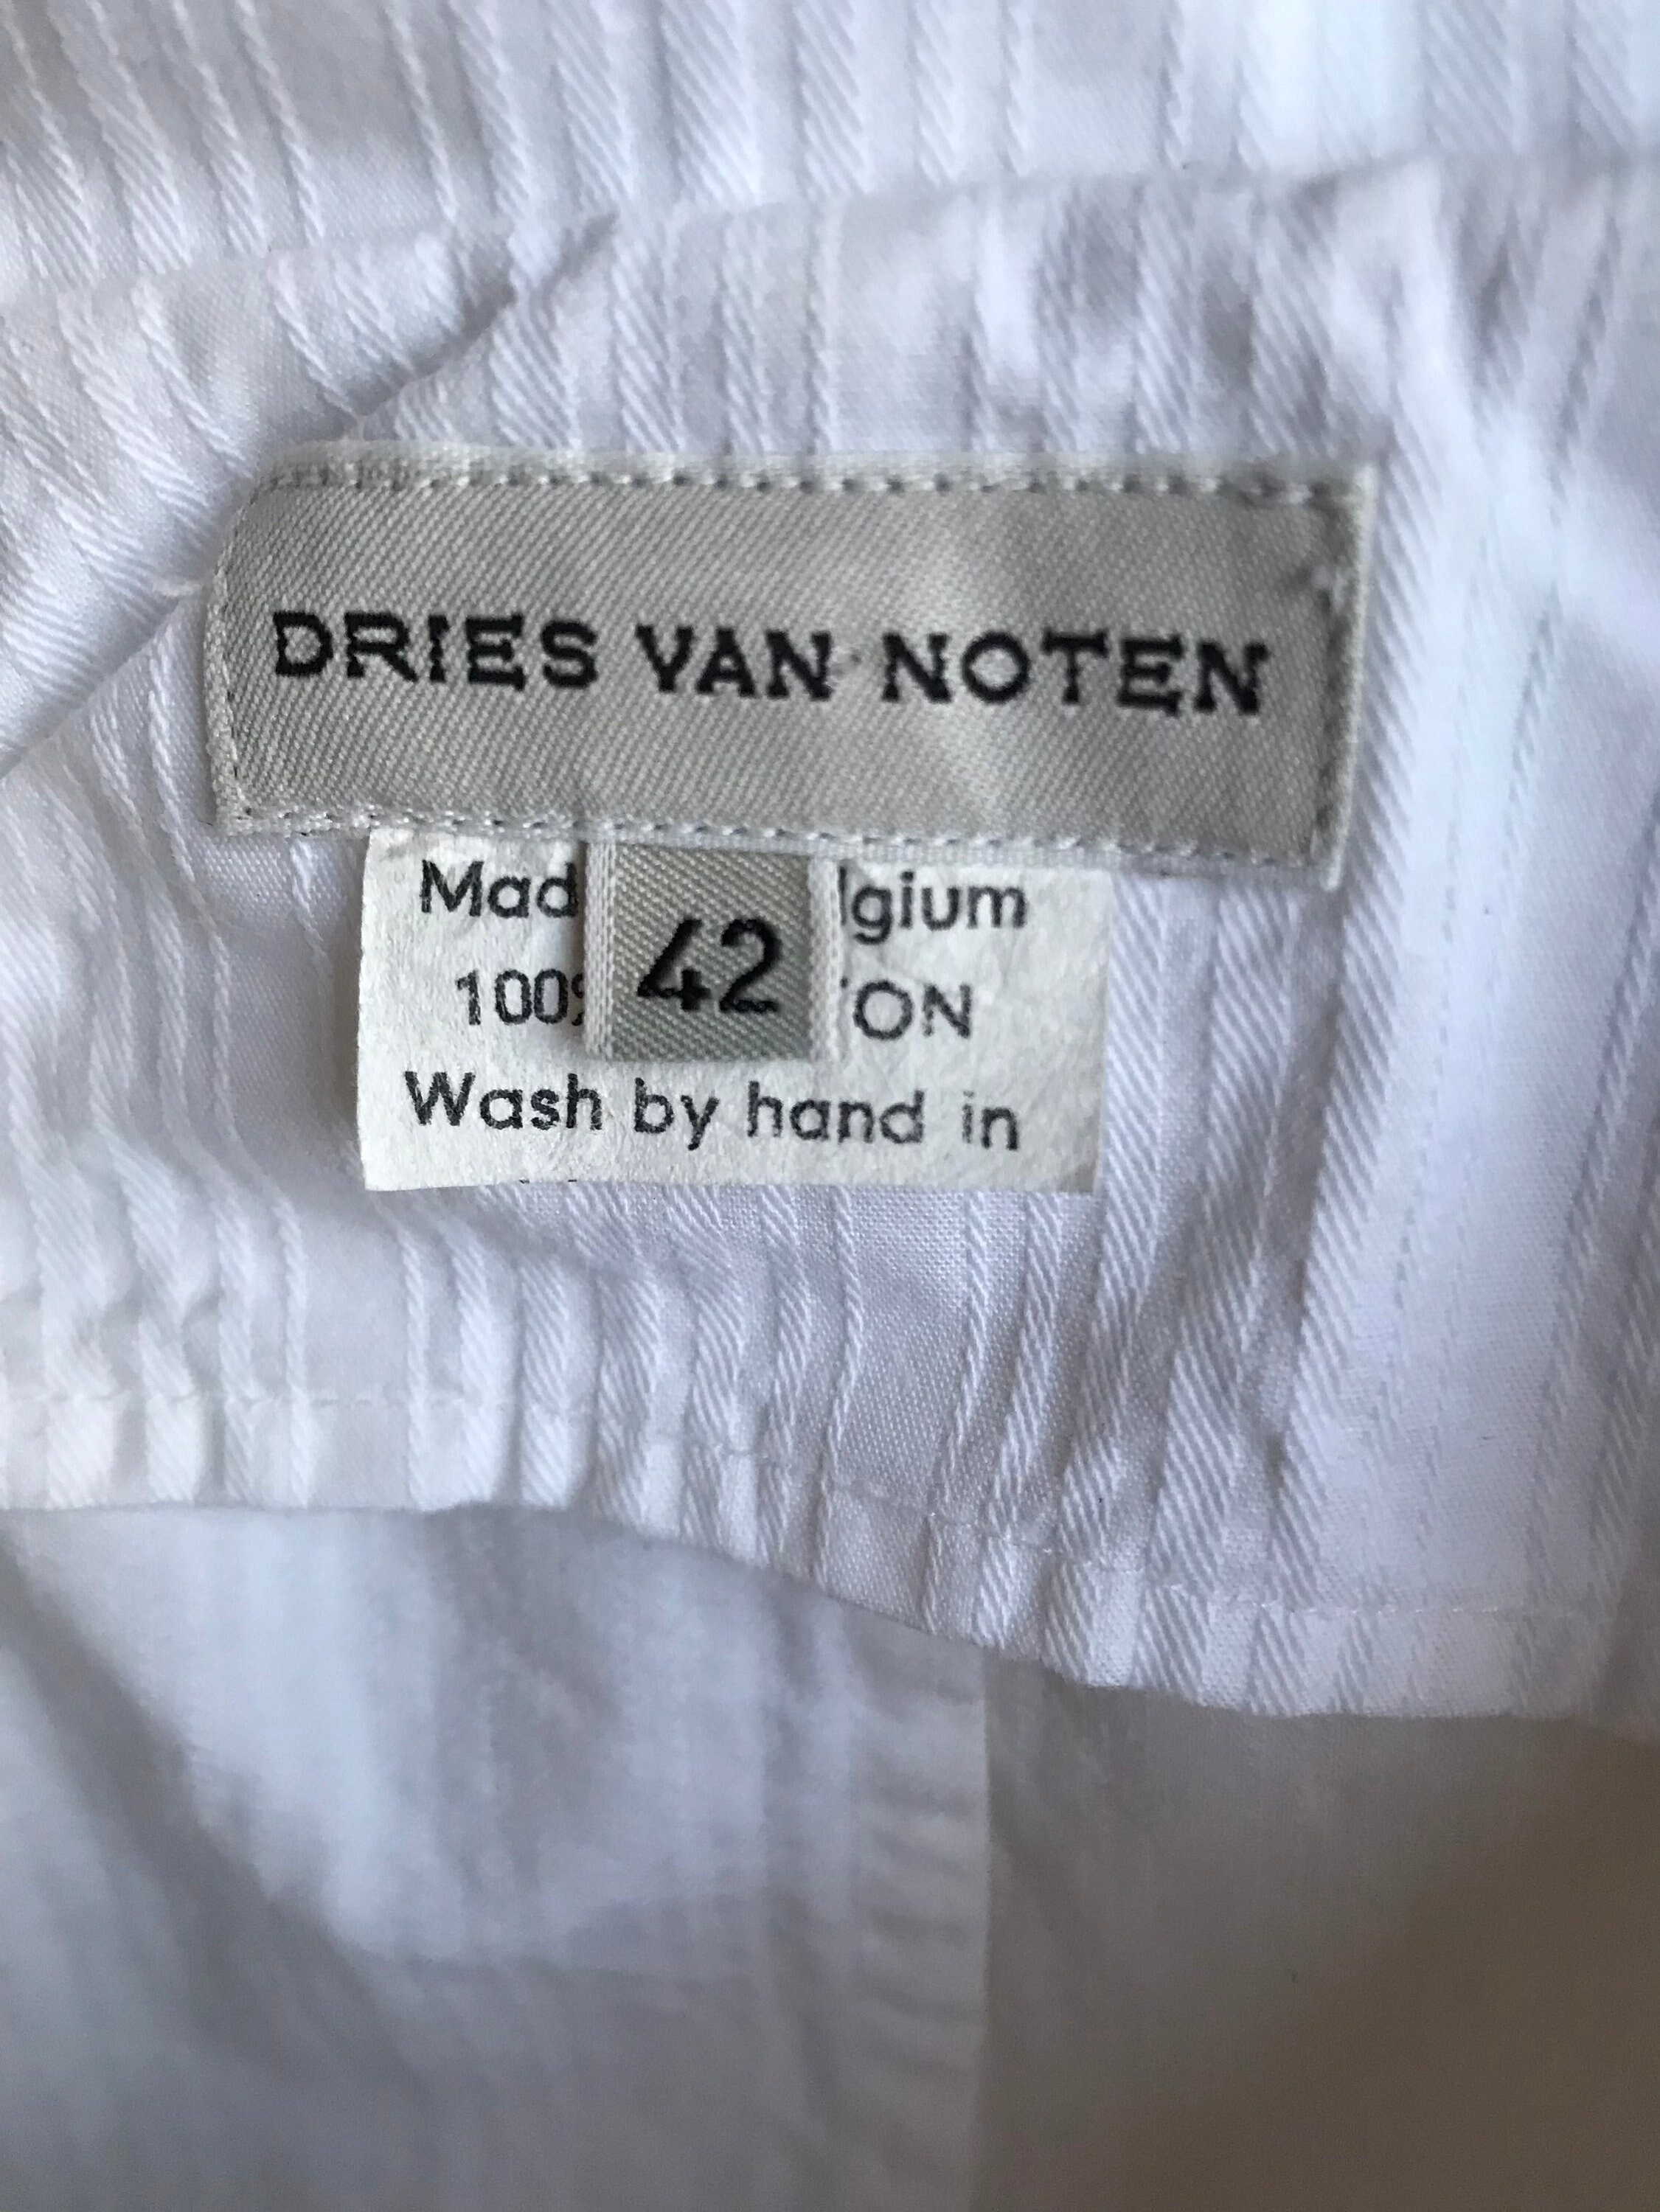 DRIES VAN NOTEN
42
Mad lgium
100% ON
Wash by hand in